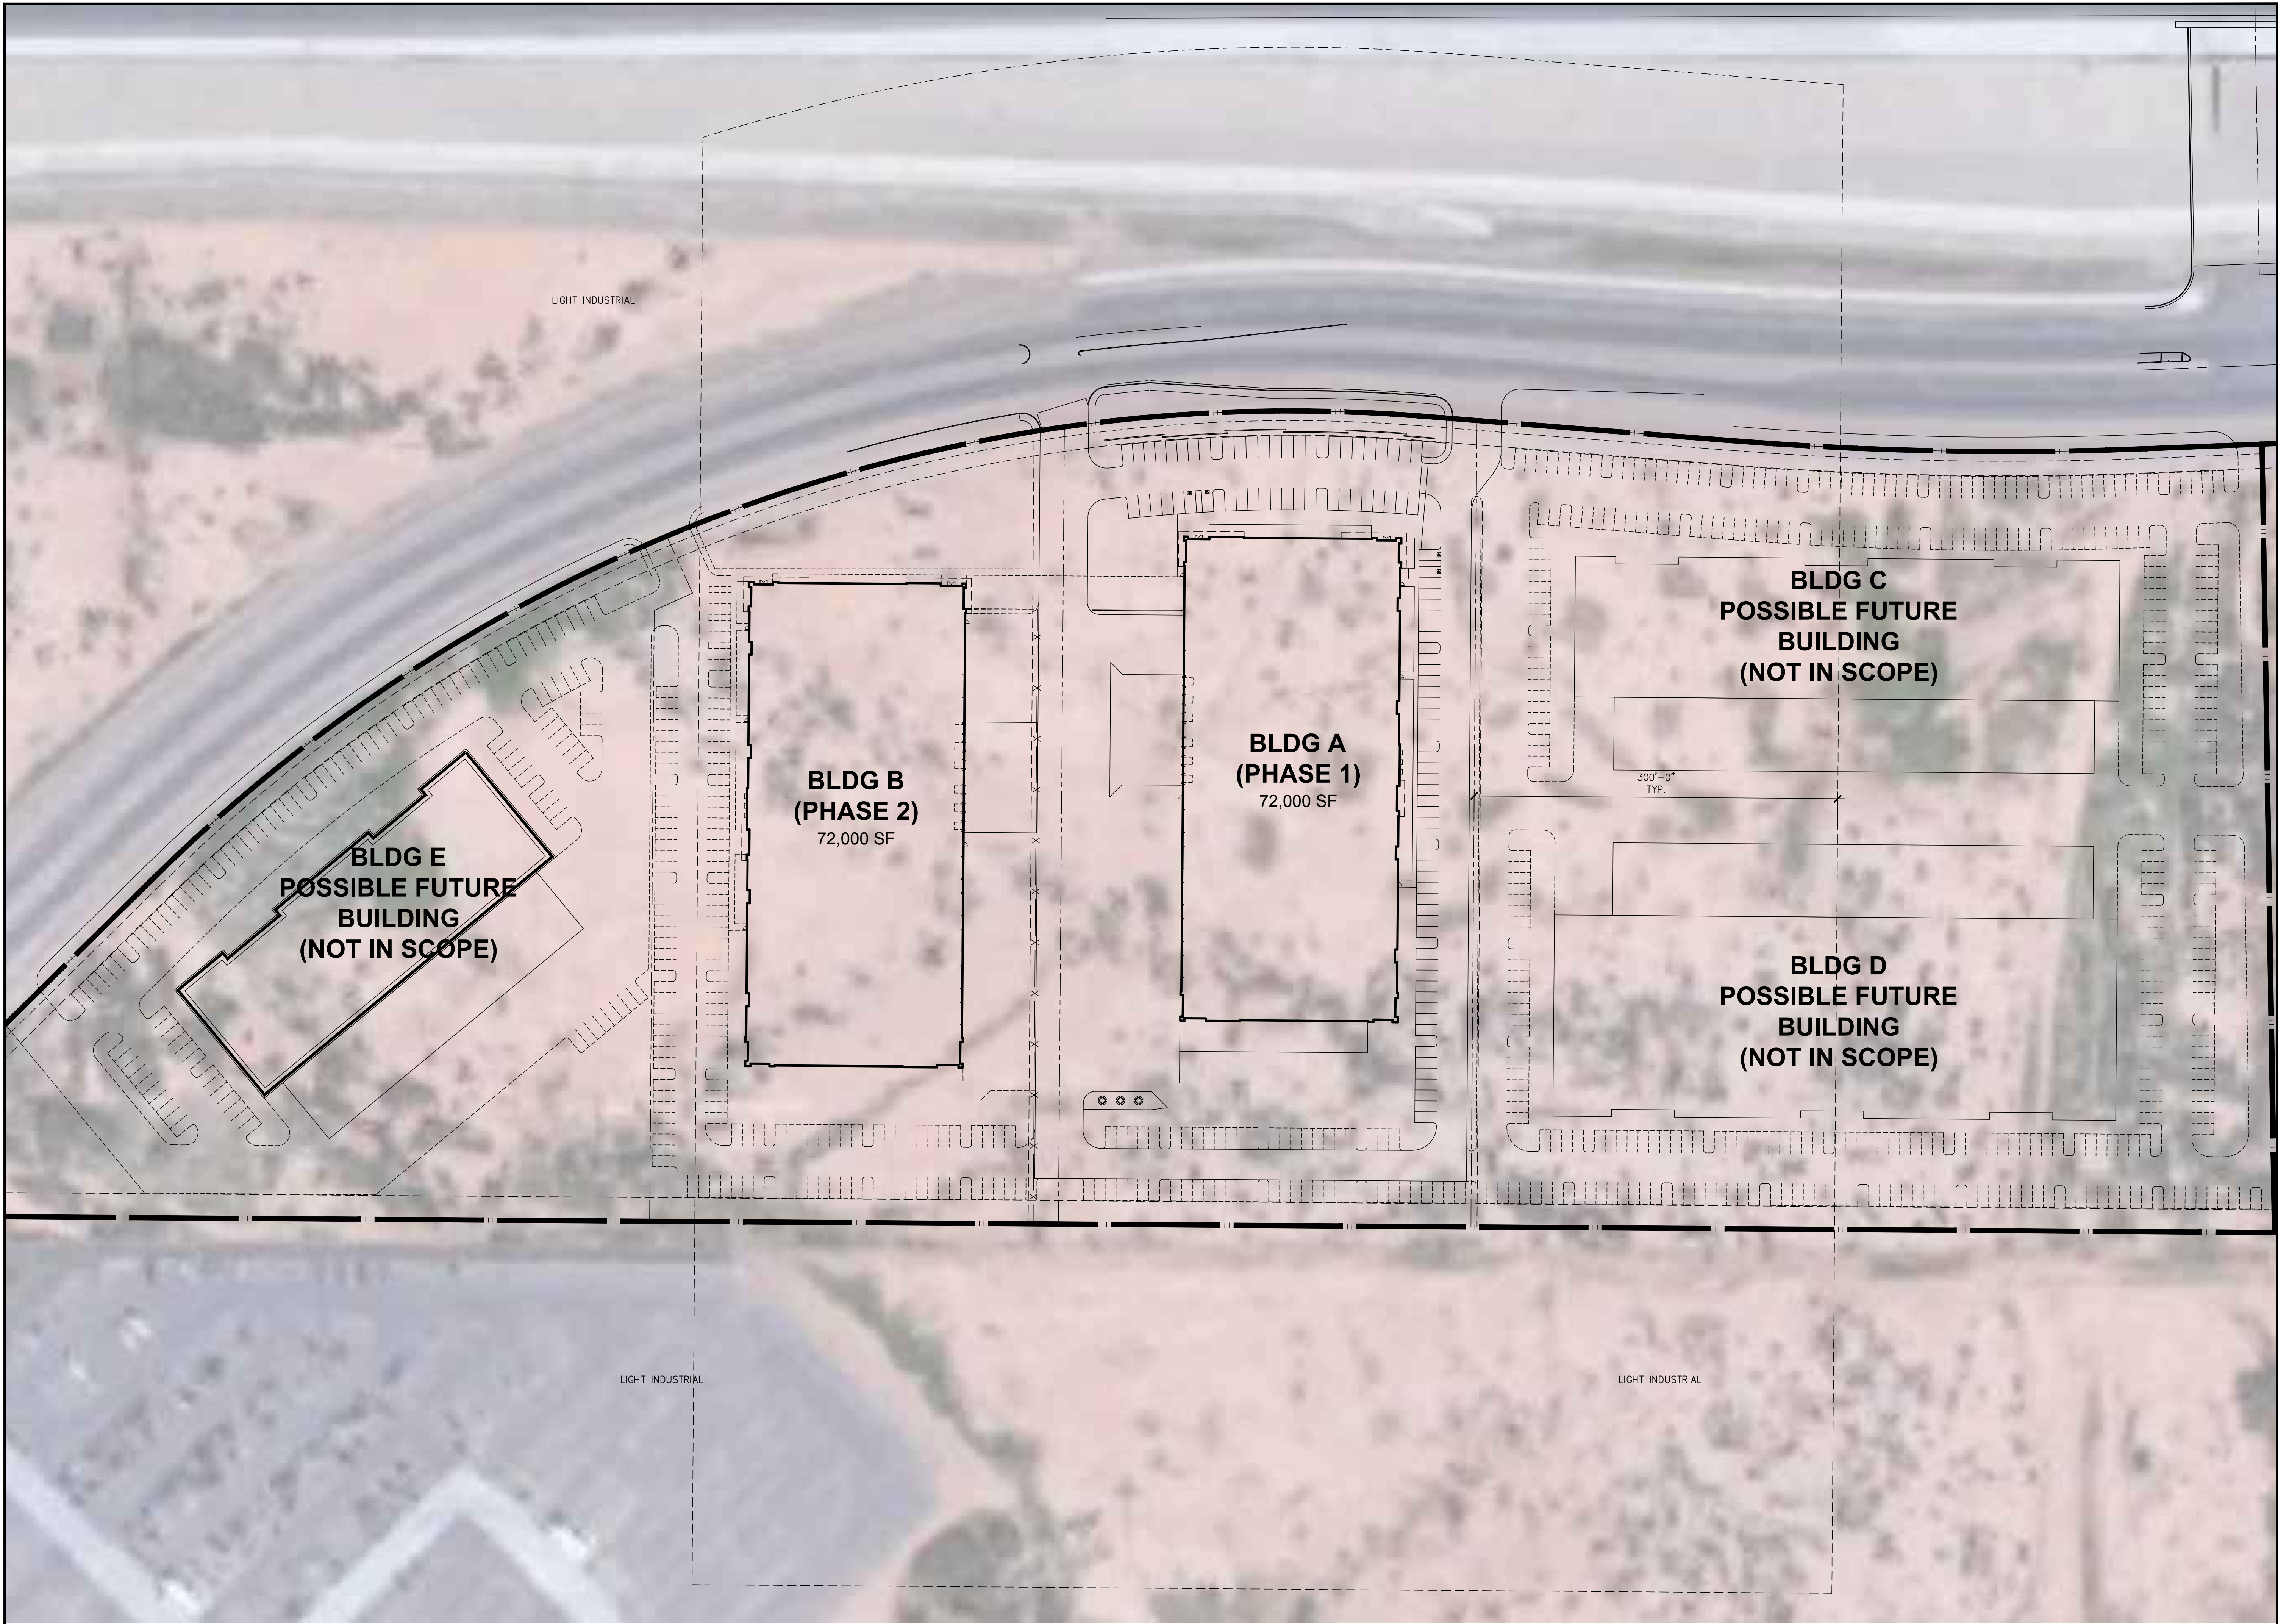 LIGHT INDUSTRIAL
BLDG C
POSSIBLE FUTURE
BUILDING
(NOT IN SCOPE)
BLDG A
(PHASE 1)
72,000 SF
BLDG B
(PHASE 2)
72,000 SF
300'-0"
TYP.
BLDG E
POSSIBLE FUTURE
BUILDING
(NOT IN SCOPE)
BLDG D
POSSIBLE FUTURE
BUILDING
(NOT IN SCOPE)
LIGHT INDUSTRIAL
LIGHT INDUSTRIAL